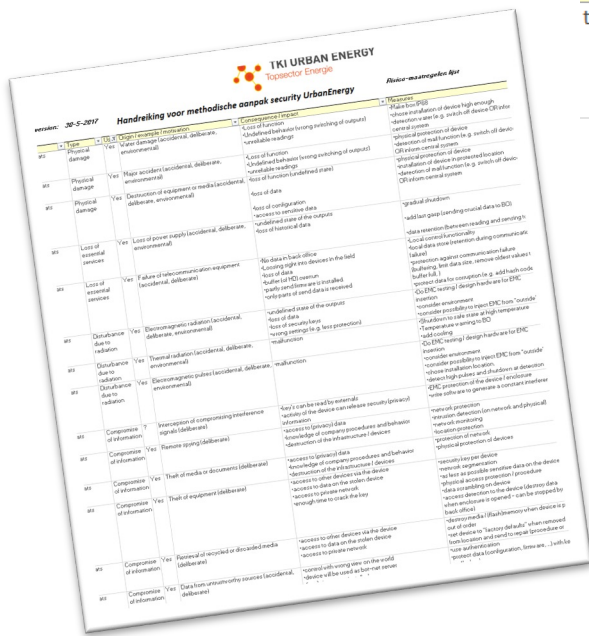 t
TKI URBAN ENERGY
Topsector Energie
version: 30-5-2017 Handreiking voor methodische aanpak security UrbanEnergy Risico-maatregelen lijst
Type Origin / example / motivation Consequence / impact Measures
Physical damage Yes Water damage (accidental, deliberate, environmental)
•Loss of function
•Undefined behavior (wrong switching of outputs)
•unreliable readings
•Make box IP68
•chose installation of device high enough
•detection water (e.g. switch off device OR infor
central system
Physical damage Yes Major accident (accidental, deliberate, environmental)
•Loss of function
•Undefined behavior (wrong switching of outputs)
•unreliable readings
•physical protection of device
•detection of malfunction (e.g. switch off devic
OR inform central system
Physical damage Yes Destruction of equipment or media (accidental, deliberate, environmental)
•loss of function (undefined state)
•loss of data
•physical protection of device
•installation of device in protected location
•detection of malfunction (e.g. switch off devic
OR inform central system
Loss of essential services Yes Loss of power supply (accidental, deliberate, environmental)
•loss of configuration
•access to sensitive data
•undefined state of the outputs
•loss of historical data
•gradual shutdown
•add last gasp (sending crucial data to BO)
•data retention (between reading and sending
Loss of essential services Yes Failure of telecommunication equipment (accidental, deliberate)
•No data in back office
•Loosing sight into devices in the field
•loss of data
•buffer (of HD) overrun
•partly send firms are is installed
•only parts of send data is received
•Local control functionality
•local data store (retention during communicatio
failure)
•protection against communication failure
(buffering, limit data size, remove oldest values
buffer full, )
•protect data for corruption (e.g. add hash code
Disturbance due to radiation Yes Electromagnetic radiation (accidental, deliberate, environmental)
•undefined state of the outputs
•loss of data
•loss of security keys
•wrong settings (e.g. less protection)
•Do EMC testing / design hardware for EMC
insertion
•consider environment
•consider possibility to inject EMC from "outside"
Disturbance due to radiation Yes Thermal radiation (accidental, deliberate, environmental)
•malfunction
•Shutdown to safe state at high temperature
•Temperature warning to BO
•add cooling
Disturbance due to radiation Yes Electromagnetic pulses (accidental, deliberate, environmental)
•malfunction
•Do EMC testing / design hardware for EMC
insertion
•consider environment
•consider possibility to inject EMC from "outside"
•choose installation location.
•detect high pulses and shutdown at detection
Compromise of information ? Interception of compromising interference signals (deliberate)
•key's can be read by externals
•activity of the device can release security (privacy)
information
•EMC protection of the device / enclosure
•write software to generate a constant interferer
Compromise of information Yes Remote spying (deliberate)
•access to (privacy) data
•knowledge of company procedures and behavior
•destruction of the infrastructure / devices
•network protection
•intrusion detection (on network and physical)
•network monitoring
•location protection
Compromise of information Yes Theft of media or documents (deliberate)
•access to (privacy) data
•knowledge of company procedures and behavior
•destruction of the infrastructure / devices
•protection of network
•physical protection of devices
Compromise of information Yes Theft of equipment (deliberate)
•access to other devices via the device
•access to data on the stolen device
•access to private network
•enough time to crack the key
•security key per device
•network segmentation
•as less as possible sensitive data on the device
•physical access protection / procedure
•data scrambling on device
•access detection to the device (destroy data
when enclosure is opened - can be stopped by
back office)
Compromise of information Yes Retrieval of recycled or discarded media (deliberate)
•access to other devices via the device
•access to data on the stolen device
•access to private network
•destroy media / (flash)memory when device is p
out of order
•set device to "factory defaults" when removed
from location and send to repair (procedure or
Compromise of information Yes Data from untrustworthy sources (accidental, deliberate)
•control with wrong view on the world
•device will be used as bot-net server
•use authentication
•protect data (configuration, firmware, ...) with